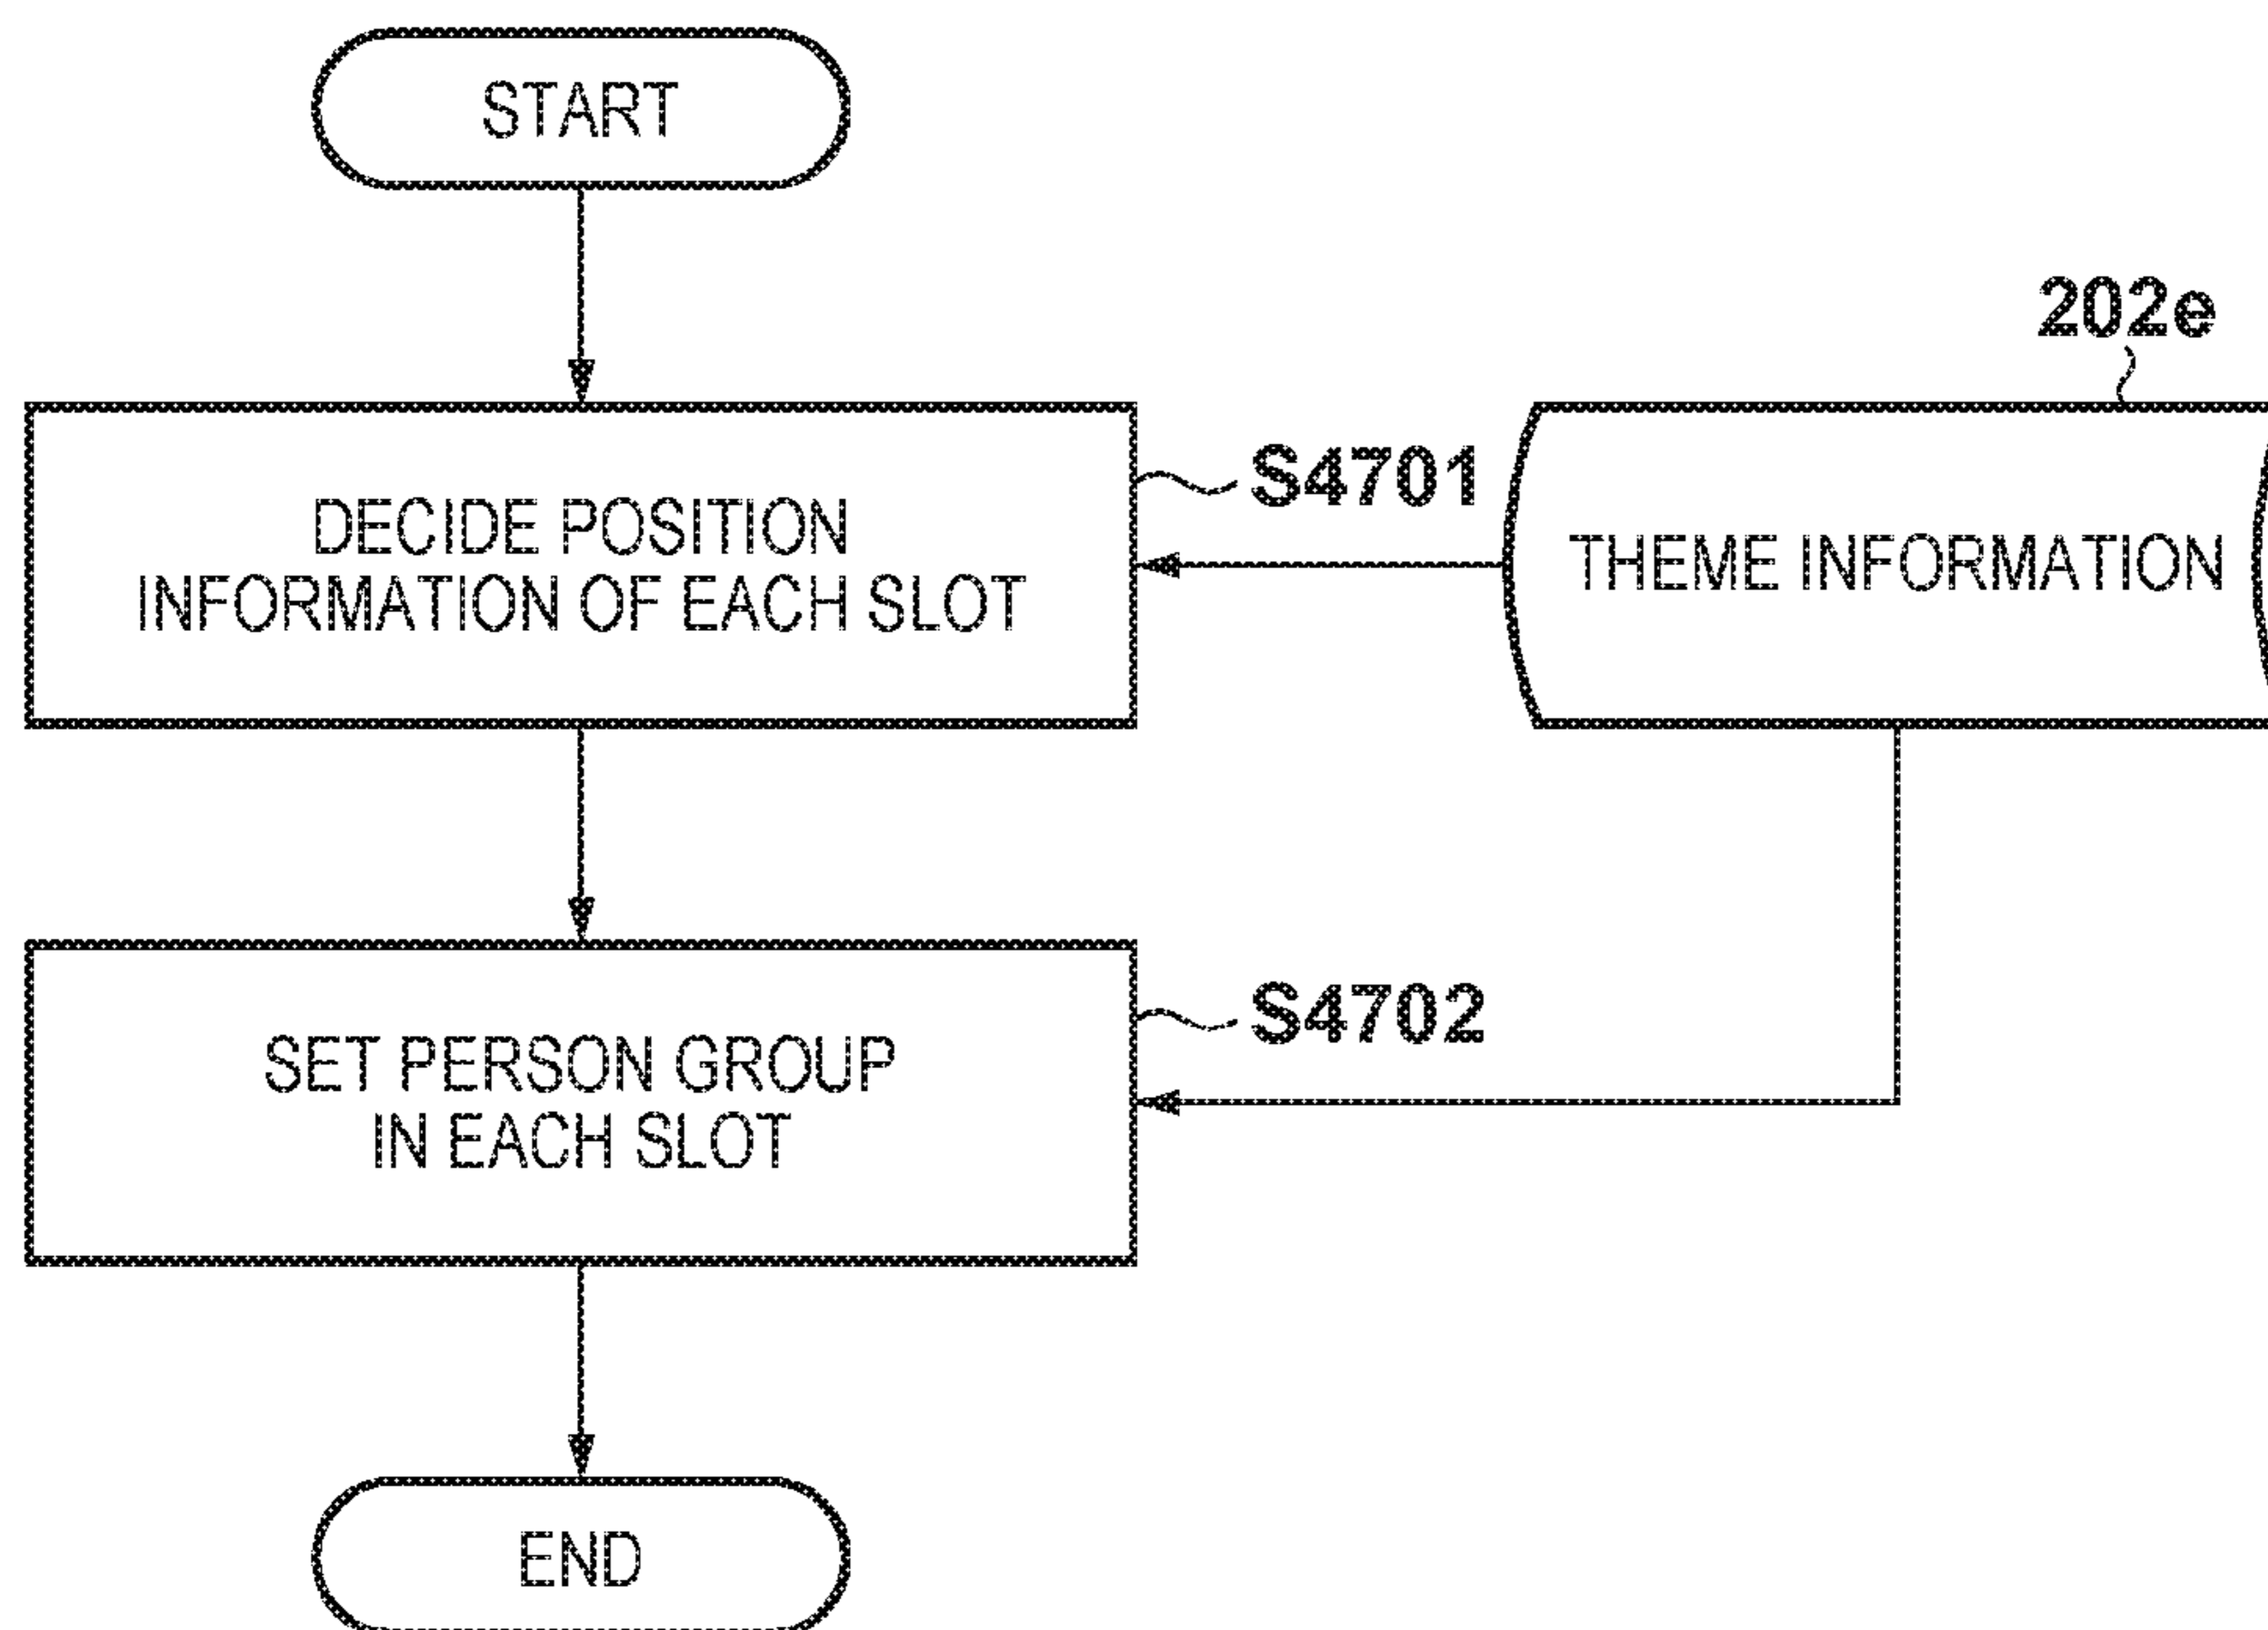 START
202e
S4701
DECIDE POSITION
INFORMATION OF EACH SLOT
THEME INFORMATION
S4702
SET PERSON GROUP
IN EACH SLOT
END